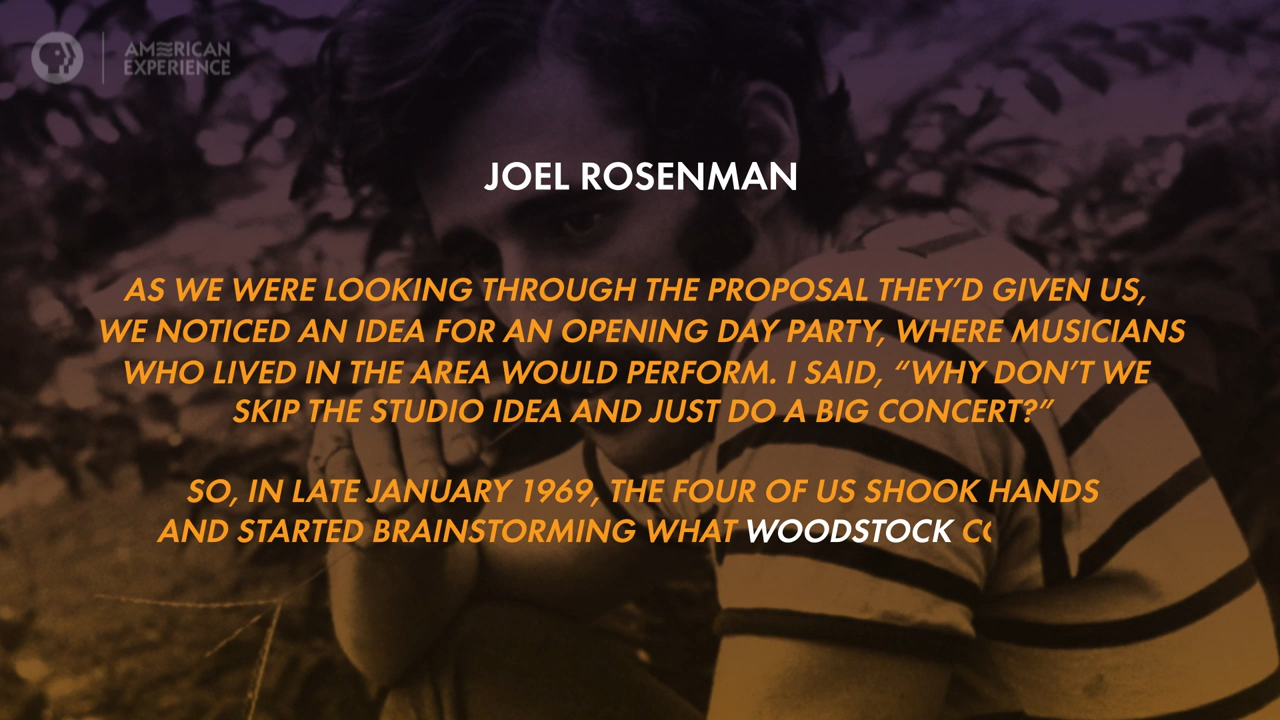 PBS
AMERICAN
EXPERIENCE
JOEL ROSENMAN
AS WE WERE LOOKING THROUGH THE PROPOSAL THEY’D GIVEN US,
WE NOTICED AN IDEA FOR AN OPENING DAY PARTY, WHERE MUSICIANS
WHO LIVED IN THE AREA WOULD PERFORM. I SAID, “WHY DON’T WE
SKIP THE STUDIO IDEA AND JUST DO A BIG CONCERT?”
SO, IN LATE JANUARY 1969, THE FOUR OF US SHOOK HANDS
AND STARTED BRAINSTORMING WHAT WOODSTOCK